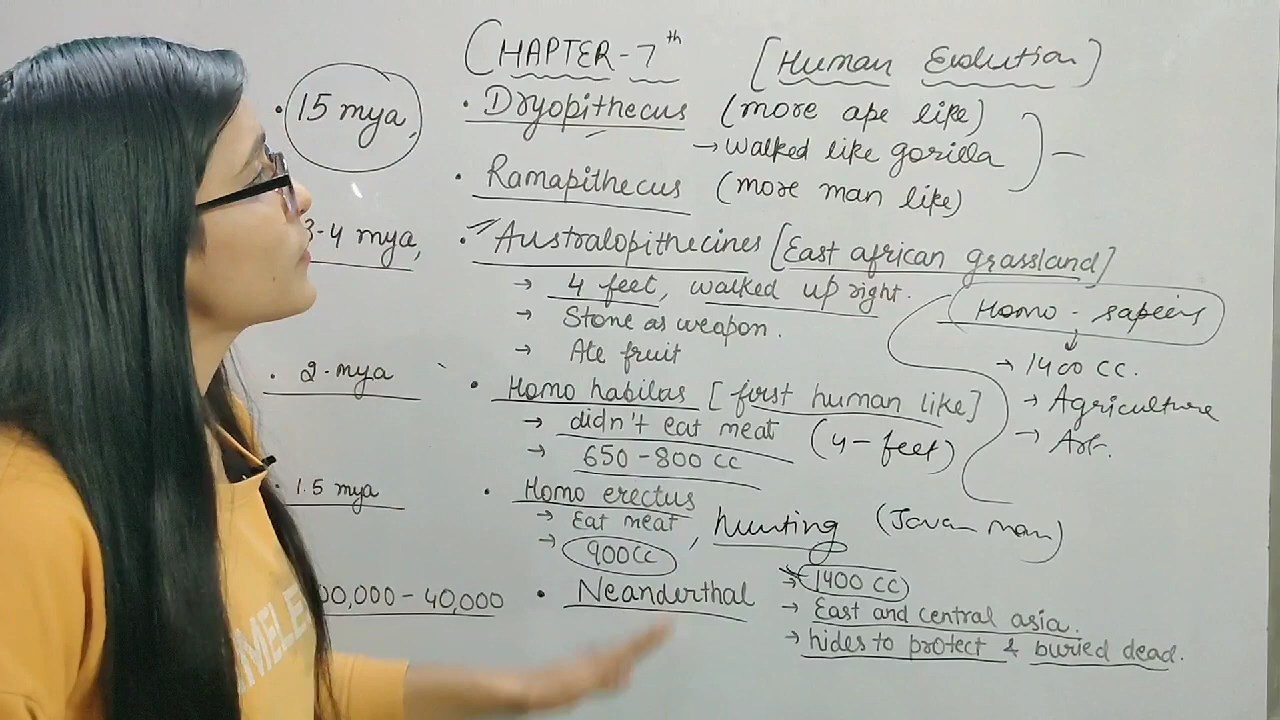 CHAPTER-7th [Human Evolution]
• 15 mya, • Dryopithecus (more ape like)
→ walked like gorilla
• Ramapithecus (more man like)
3-4 mya, • Australopithecines [East african grassland]
→ 4 feet, walked up right.
→ Stone as weapon.
→ Ate fruit
Homo-sapiens
→ 1400 cc.
→ Agriculture
→ Art.
• 2-mya • Homo habilas [first human like]
→ didn't eat meat (4-feet)
→ 650-800 cc
• 1.5 mya • Homo erectus
→ Eat meat, hunting (Java man)
→ 900cc
00,000-40,000 • Neanderthal → 1400 cc
→ East and central asia.
→ hides to protect & buried dead.